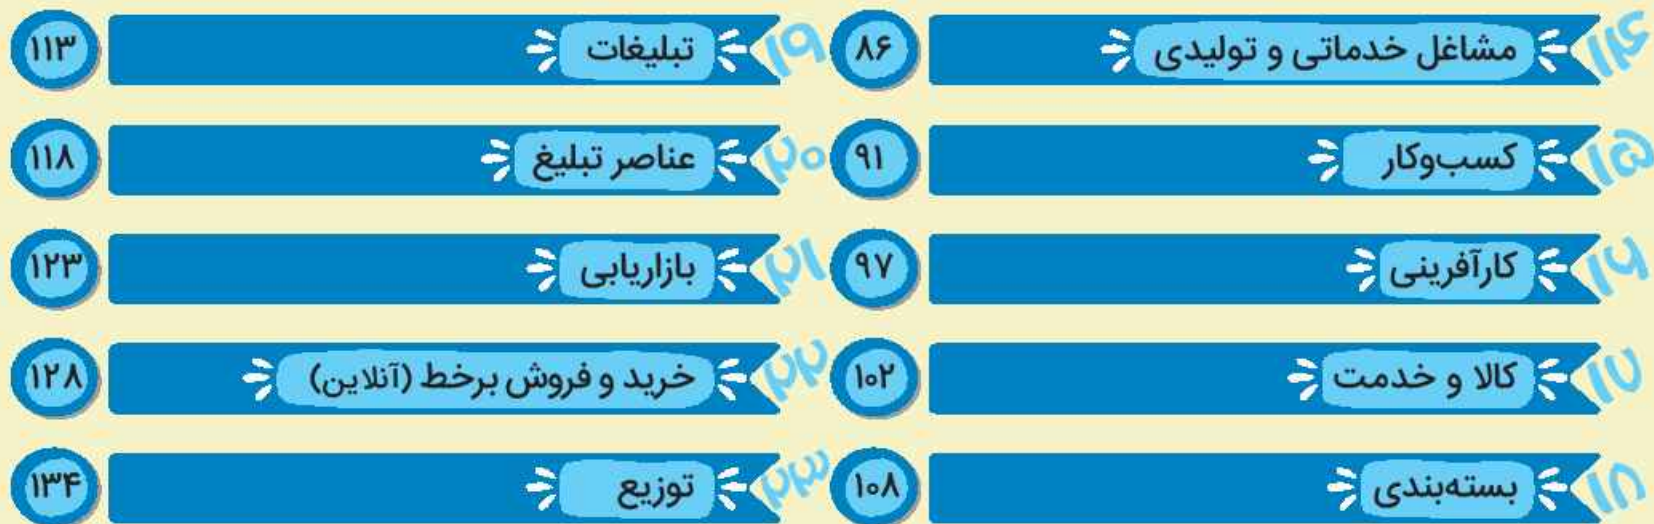 ۱۴ مشاغل خدماتی و تولیدی ۸۶
۱۵ کسب‌وکار ۹۱
۱۶ کارآفرینی ۹۷
۱۷ کالا و خدمت ۱۰۲
۱۸ بسته‌بندی ۱۰۸
۱۹ تبلیغات ۱۱۳
۲۰ عناصر تبلیغ ۱۱۸
۲۱ بازاریابی ۱۲۳
۲۲ خرید و فروش برخط (آنلاین) ۱۲۸
۲۳ توزیع ۱۳۴